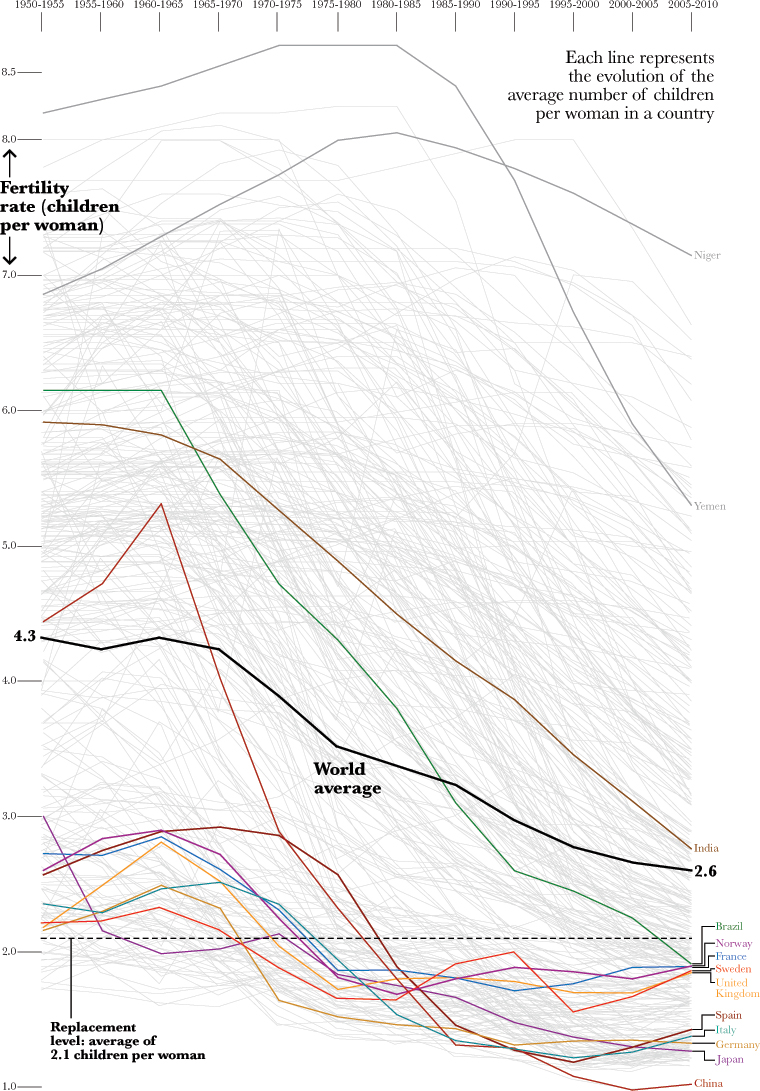 1950-1955 1955-1960 1960-1965 1965-1970 1970-1975 1975-1980 1980-1985 1985-1990 1990-1995 1995-2000 2000-2005 2005-2010
Each line represents
the evolution of the
average number of children
per woman in a country
8.5
8.0
Fertility
rate (children
per woman)
7.0
Niger
6.0
Yemen
5.0
4.3
4.0
World
average
3.0
India
2.6
Brazil
Norway
France
Sweden
United
Kingdom
2.0
Spain
Italy
Germany
Japan
Replacement
level: average of
2.1 children per woman
China
1.0